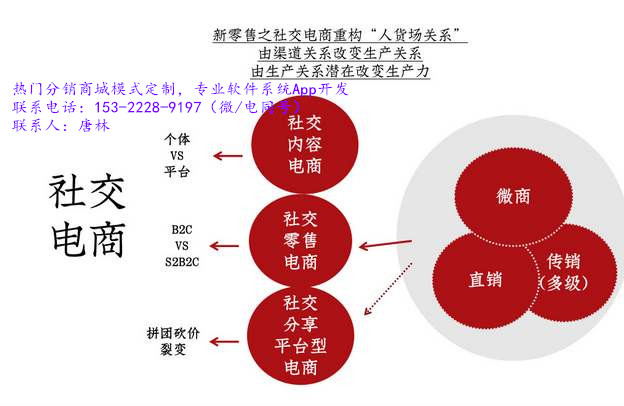 新零售之社交电商重构“人货场关系”
由渠道关系改变生产关系
由生产关系潜在改变生产力
热门分销商城模式定制，专业软件系统App开发
联系电话：153-2228-9197（微/电同号）
联系人：唐林
社交
电商
个体
VS
平台
社交
内容
电商
B2C
VS
S2B2C
社交
零售
电商
拼团砍价
裂变
社交
分享
平台型
电商
微商
直销
传销
（多级）